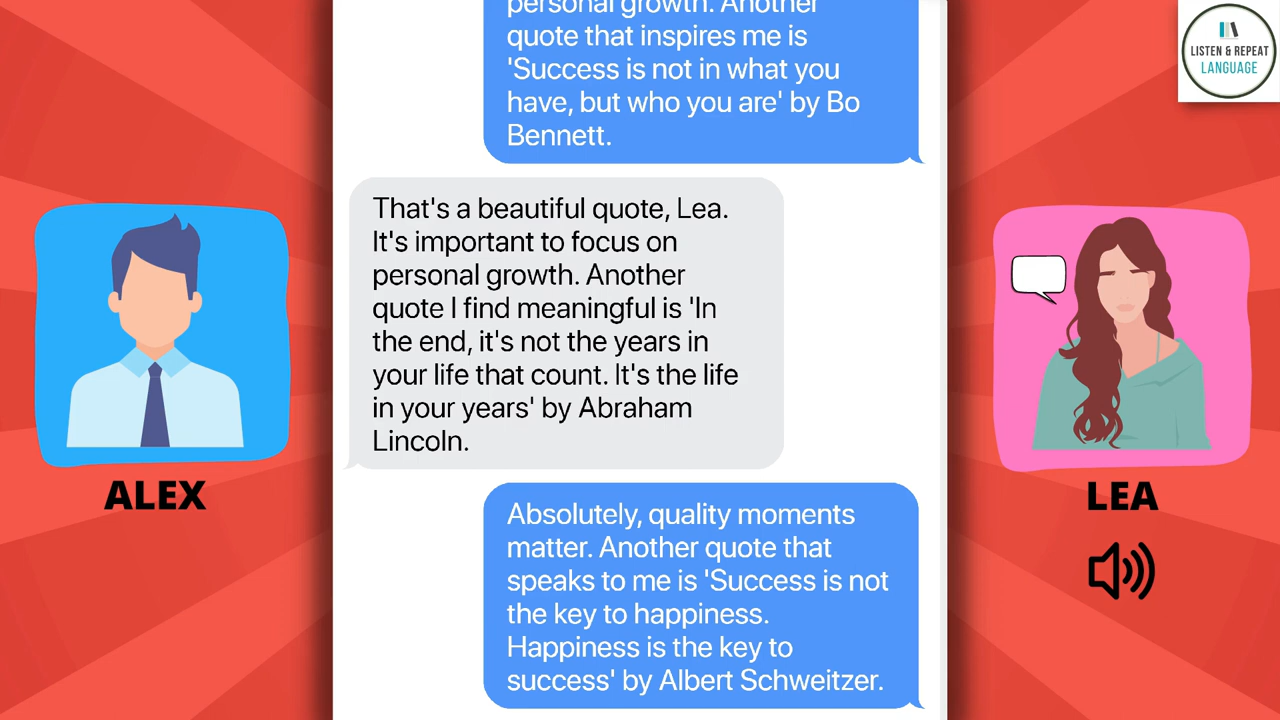 personal growth. Another
quote that inspires me is
'Success is not in what you
have, but who you are' by Bo
Bennett.
LISTEN & REPEAT
LANGUAGE
That's a beautiful quote, Lea.
It's important to focus on
personal growth. Another
quote I find meaningful is 'In
the end, it's not the years in
your life that count. It's the life
in your years' by Abraham
Lincoln.
ALEX
LEA
Absolutely, quality moments
matter. Another quote that
speaks to me is 'Success is not
the key to happiness.
Happiness is the key to
success' by Albert Schweitzer.